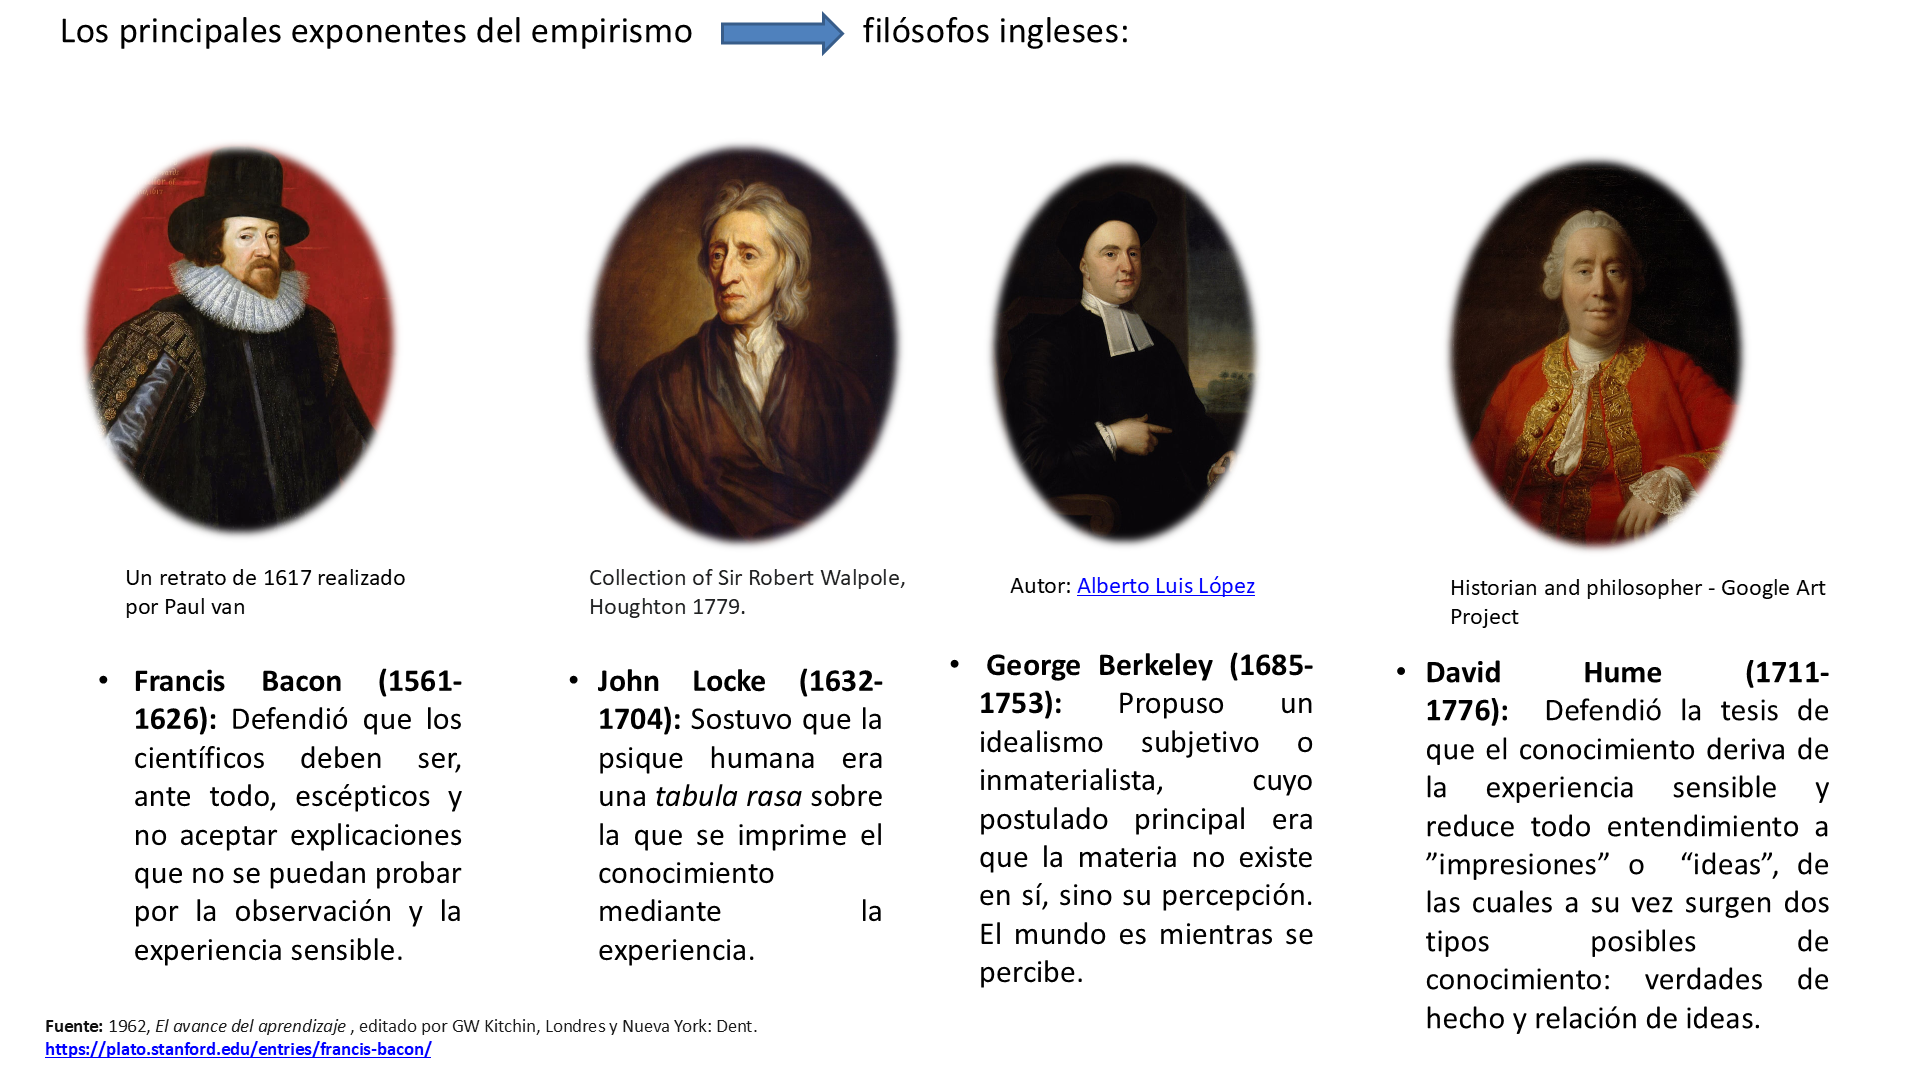 Los principales exponentes del empirismo
filósofos ingleses:
Un retrato de 1617 realizado
por Paul van
Collection of Sir Robert Walpole,
Houghton 1779.
Autor: Alberto Luis López
Historian and philosopher - Google Art
Project
• Francis Bacon (1561-
1626): Defendió que los
científicos deben ser,
ante todo, escépticos y
no aceptar explicaciones
que no se puedan probar
por la observación y la
experiencia sensible.
• John Locke (1632-
1704): Sostuvo que la
psique humana era
una tabula rasa sobre
la que se imprime el
conocimiento
mediante la
experiencia.
• George Berkeley (1685-
1753): Propuso un
idealismo subjetivo o
inmaterialista, cuyo
postulado principal era
que la materia no existe
en sí, sino su percepción.
El mundo es mientras se
percibe.
• David Hume (1711-
1776): Defendió la tesis de
que el conocimiento deriva de
la experiencia sensible y
reduce todo entendimiento a
”impresiones” o “ideas”, de
las cuales a su vez surgen dos
tipos posibles de
conocimiento: verdades de
hecho y relación de ideas.
Fuente: 1962, El avance del aprendizaje , editado por GW Kitchin, Londres y Nueva York: Dent.
https://plato.stanford.edu/entries/francis-bacon/